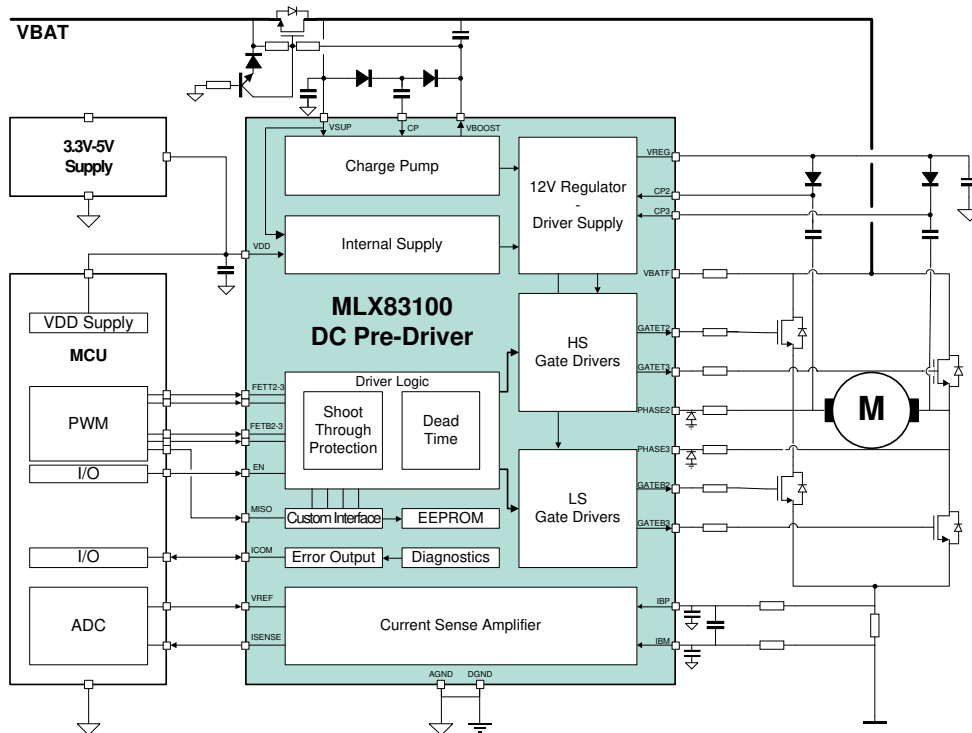 VBAT
VSUP
CP
VBOOST
3.3V-5V
Supply
Charge Pump
12V Regulator
-
Driver Supply
VREG
CP2
CP3
Internal Supply
VDD
VBATF
MLX83100
DC Pre-Driver
VDD Supply
MCU
HS
Gate Drivers
GATET2
GATET3
PHASE2
M
PWM
FETT2-3
FETB2-3
Driver Logic
Shoot
Through
Protection
Dead
Time
PHASE3
I/O
EN
LS
Gate Drivers
GATEB2
GATEB3
MISO
Custom Interface
EEPROM
I/O
ICOM
Error Output
Diagnostics
ADC
VREF
ISENSE
Current Sense Amplifier
IBP
IBM
AGND
DGND